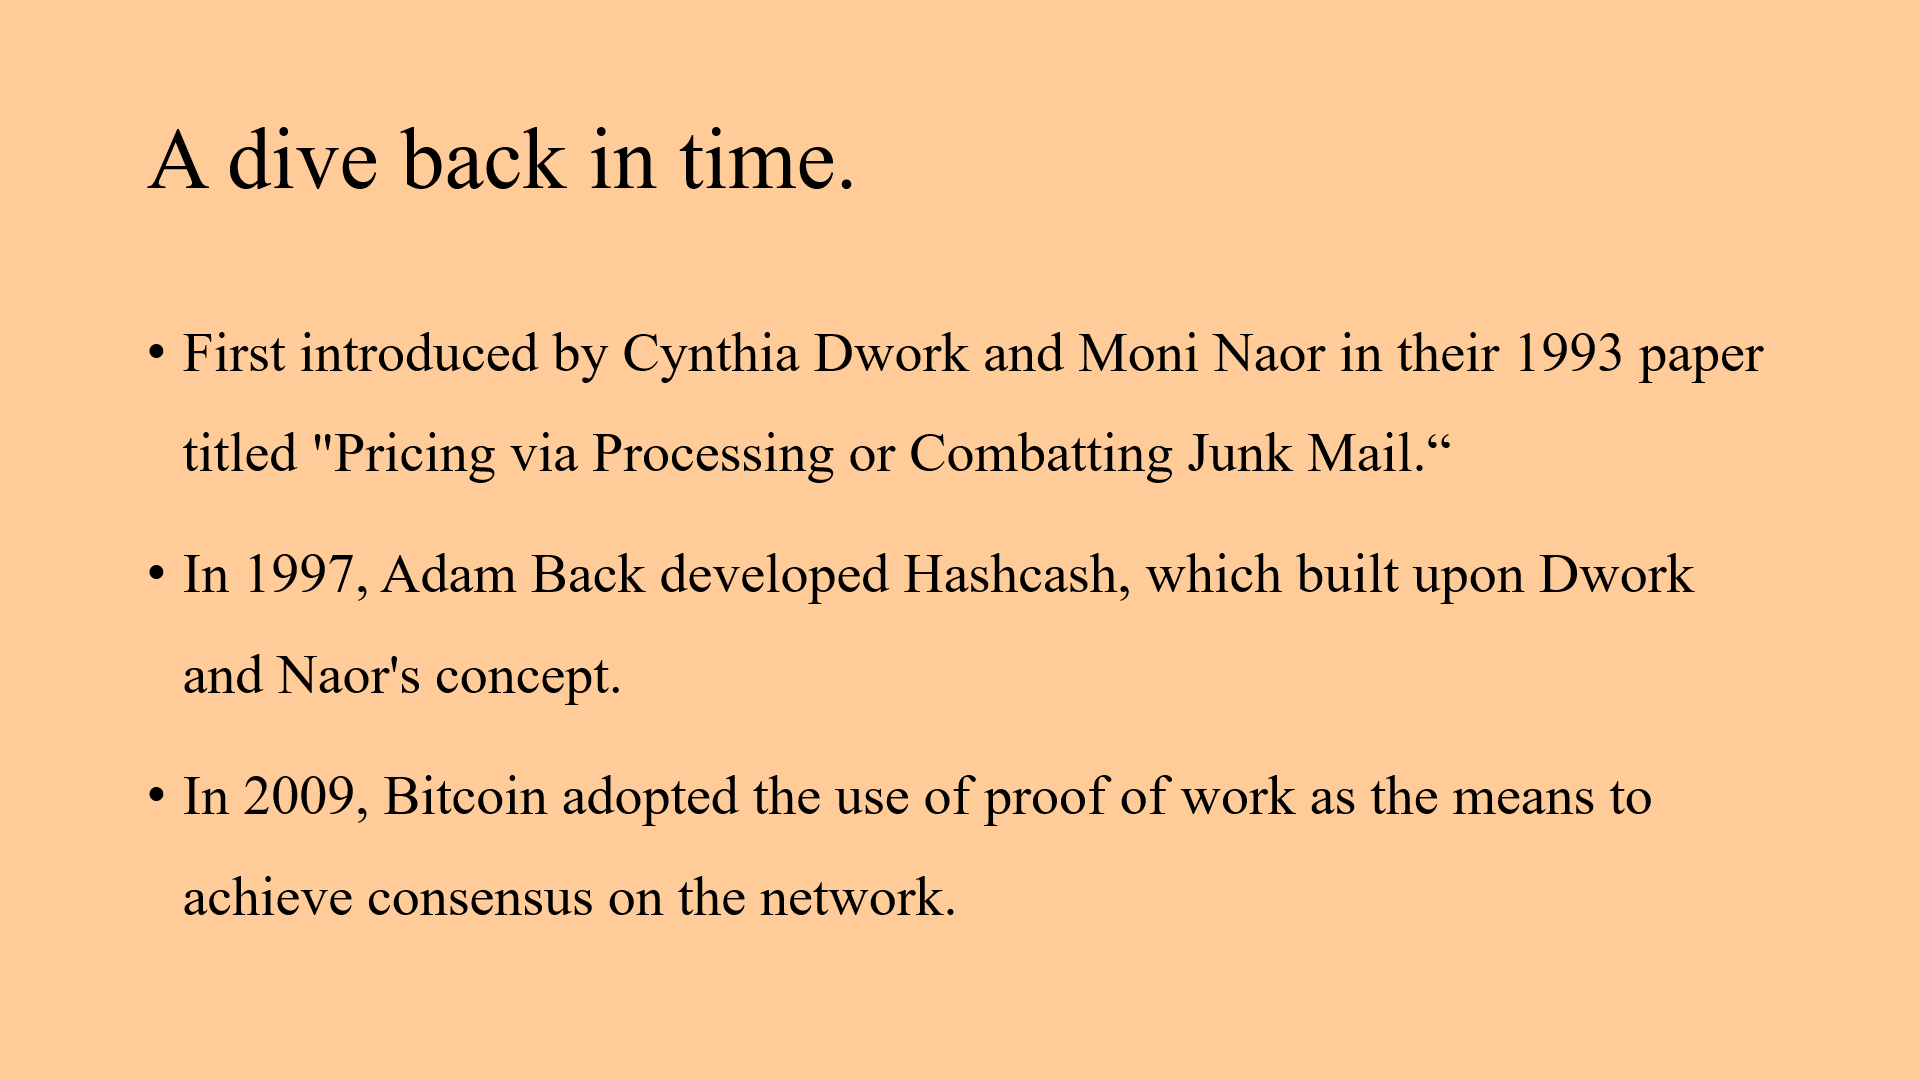 A dive back in time.
• First introduced by Cynthia Dwork and Moni Naor in their 1993 paper
titled "Pricing via Processing or Combatting Junk Mail.“
• In 1997, Adam Back developed Hashcash, which built upon Dwork
and Naor's concept.
• In 2009, Bitcoin adopted the use of proof of work as the means to
achieve consensus on the network.